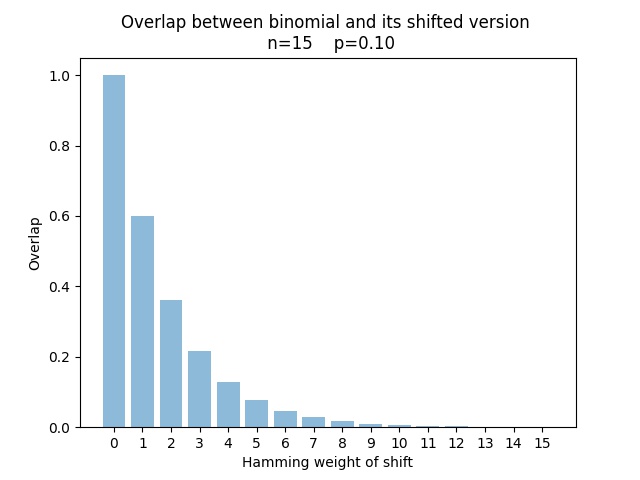 Overlap between binomial and its shifted version
n=15    p=0.10
1.0
0.8
0.6
0.4
0.2
0.0
Overlap
0 1 2 3 4 5 6 7 8 9 10 11 12 13 14 15
Hamming weight of shift